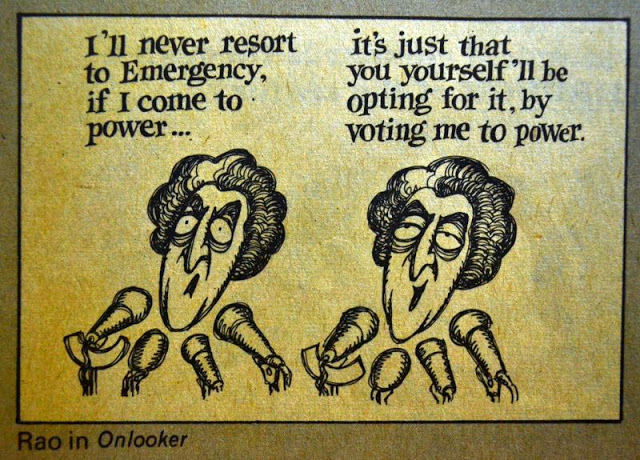 I'll never resort
to Emergency,
if I come to
power...
it's just that
you yourself'll be
opting for it, by
voting me to power.
Rao in Onlooker